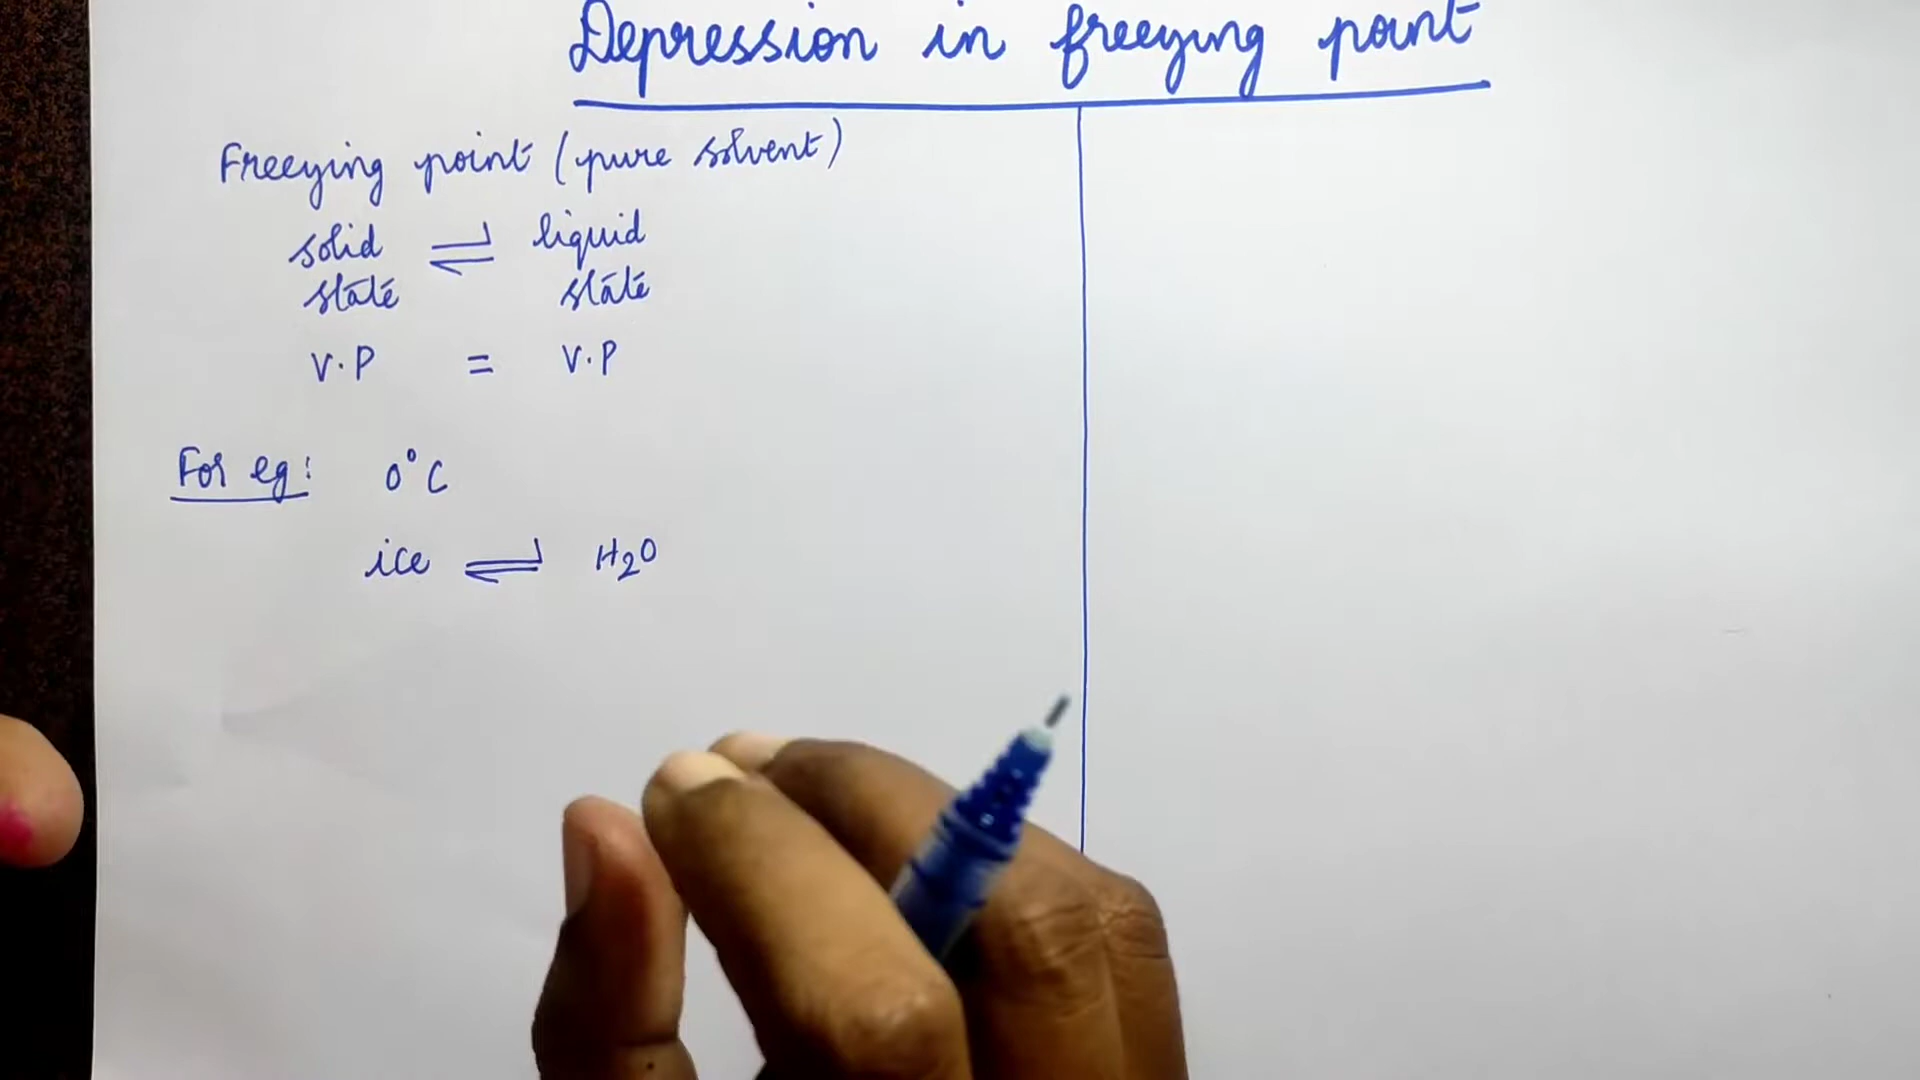 Depression in freezing point
Freezing point (pure solvent)
solid ⇌ liquid
state state
V.P = V.P
For eg: 0°C
ice ⇌ H₂O